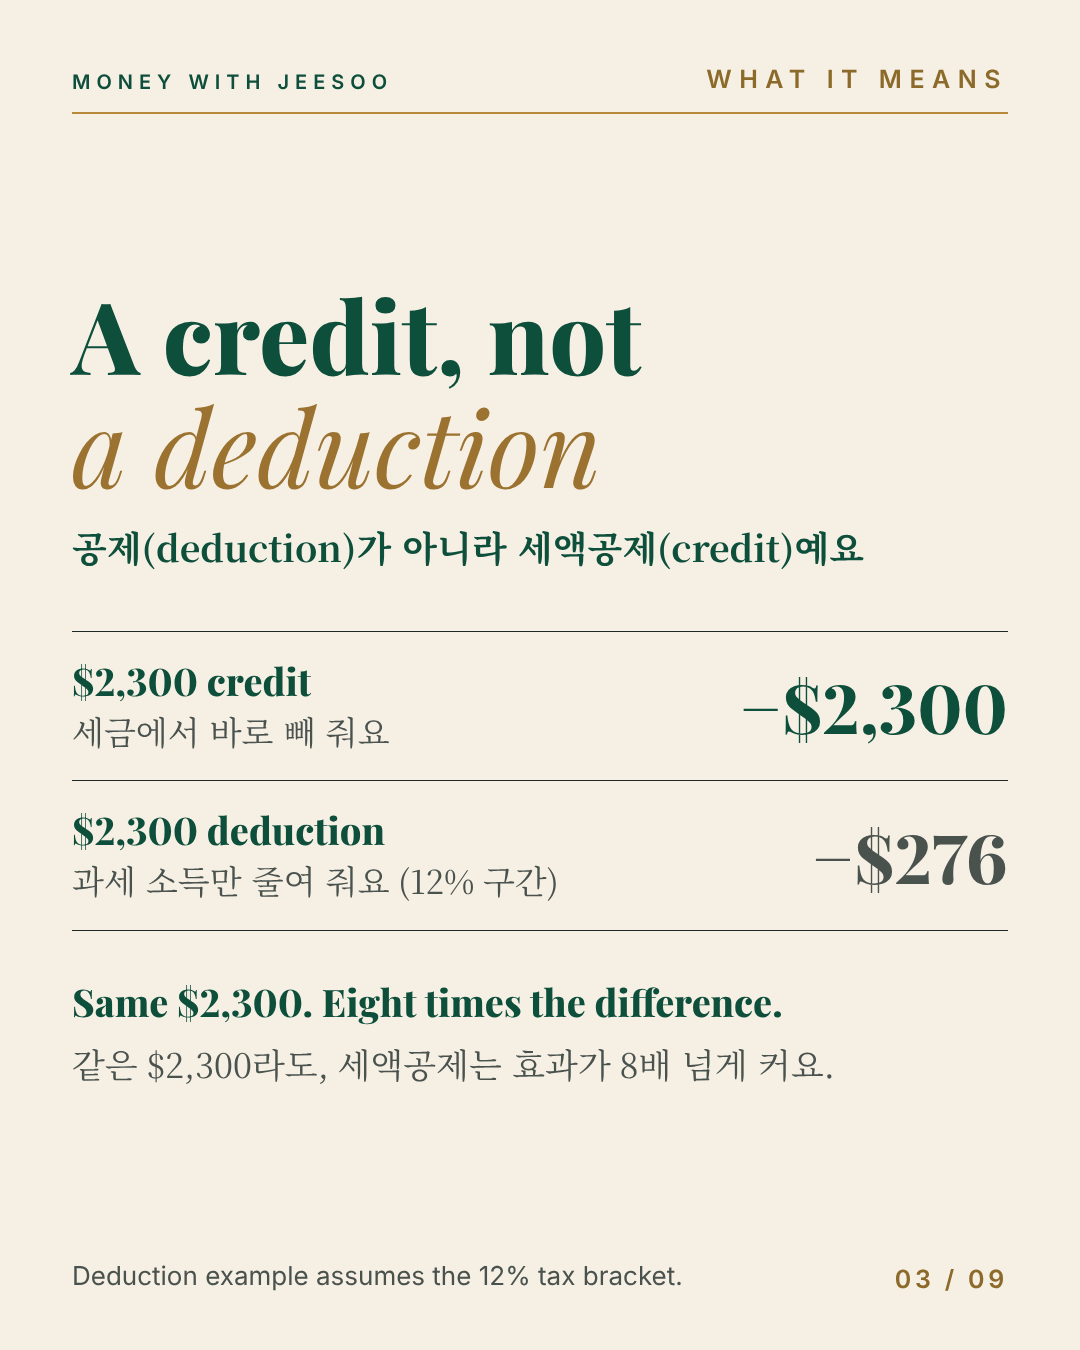 MONEY WITH JEESOO
WHAT IT MEANS
A credit, not
a deduction
공제(deduction)가 아니라 세액공제(credit)예요
$2,300 credit
세금에서 바로 빼 줘요
−$2,300
$2,300 deduction
과세 소득만 줄여 줘요 (12% 구간)
−$276
Same $2,300. Eight times the difference.
같은 $2,300라도, 세액공제는 효과가 8배 넘게 커요.
Deduction example assumes the 12% tax bracket.
03 / 09